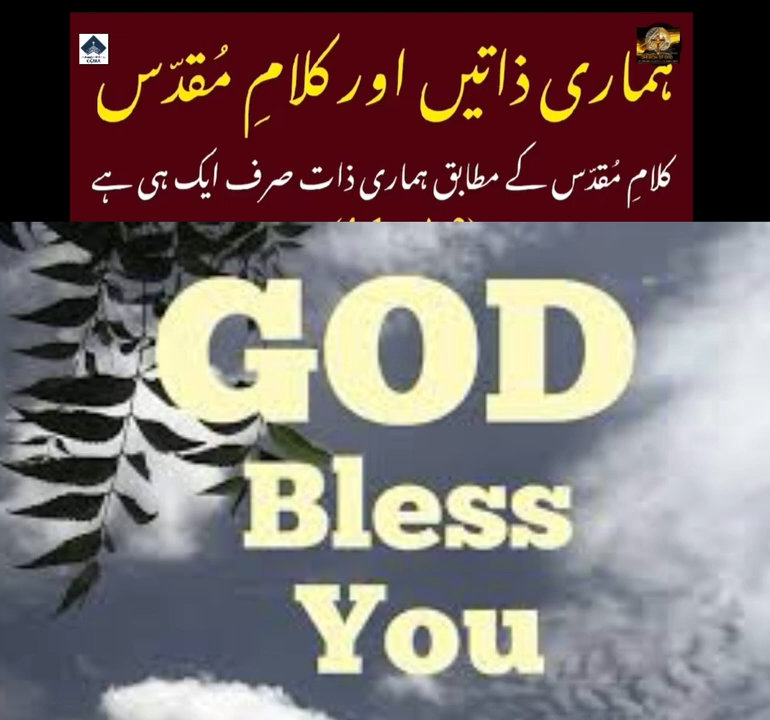 ہماری ذاتیں اور کلامِ مُقدّس
کلامِ مُقدّس کے مطابق ہماری ذات صرف ایک ہی ہے
GOD
Bless
You